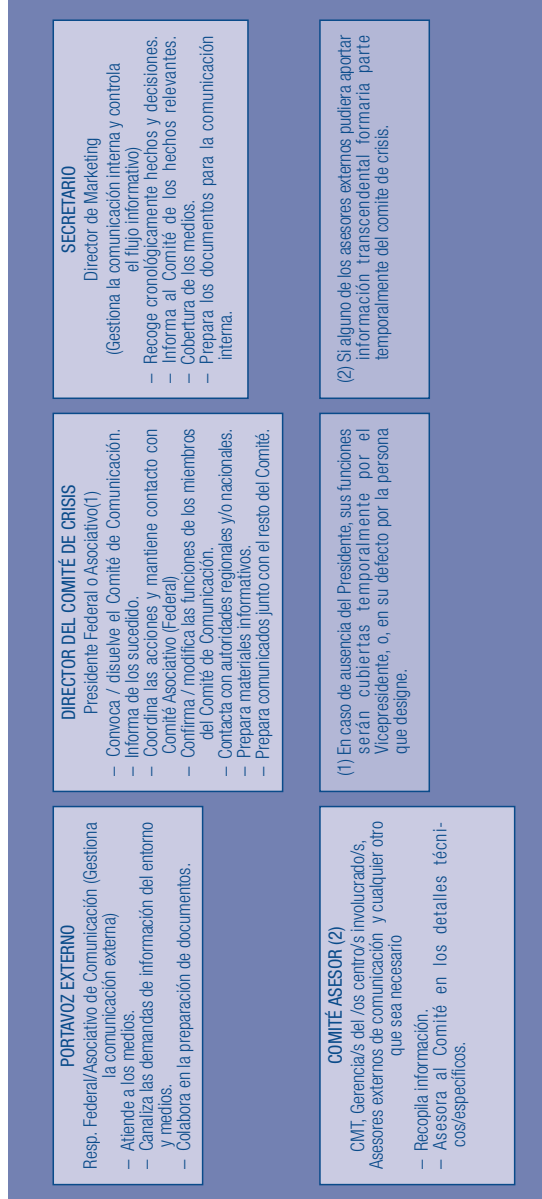 PORTAVOZ EXTERNO
Resp. Federal/Asociativo de Comunicación (Gestiona
la comunicación externa)
– Atiende a los medios.
– Canaliza las demandas de información del entorno
y medios.
– Colabora en la preparación de documentos.
DIRECTOR DEL COMITÉ DE CRISIS
Presidente Federal o Asociativo(1)
– Convoca / disuelve el Comité de Comunicación.
– Informa de los sucedido.
– Coordina las acciones y mantiene contacto con
Comité Asociativo (Federal)
– Confirma / modifica las funciones de los miembros
del Comité de Comunicación.
– Contacta con autoridades regionales y/o nacionales.
– Prepara materiales informativos.
– Prepara comunicados junto con el resto del Comité.
SECRETARIO
Director de Marketing
(Gestiona la comunicación interna y controla
el flujo informativo)
– Recoge cronológicamente hechos y decisiones.
– Informa al Comité de los hechos relevantes.
– Cobertura de los medios.
– Prepara los documentos para la comunicación
interna.
COMITÉ ASESOR (2)
CMT, Gerencia/s del /os centro/s involucrado/s,
Asesores externos de comunicación y cualquier otro
que sea necesario
– Recopila información.
– Asesora al Comité en los detalles técni-
cos/específicos.
(1) En caso de ausencia del Presidente, sus funciones
serán cubiertas temporalmente por el
Vicepresidente, o, en su defecto por la persona
que designe.
(2) Si alguno de los asesores externos pudiera aportar
información transcendental formaría parte
temporalmente del comite de crisis.